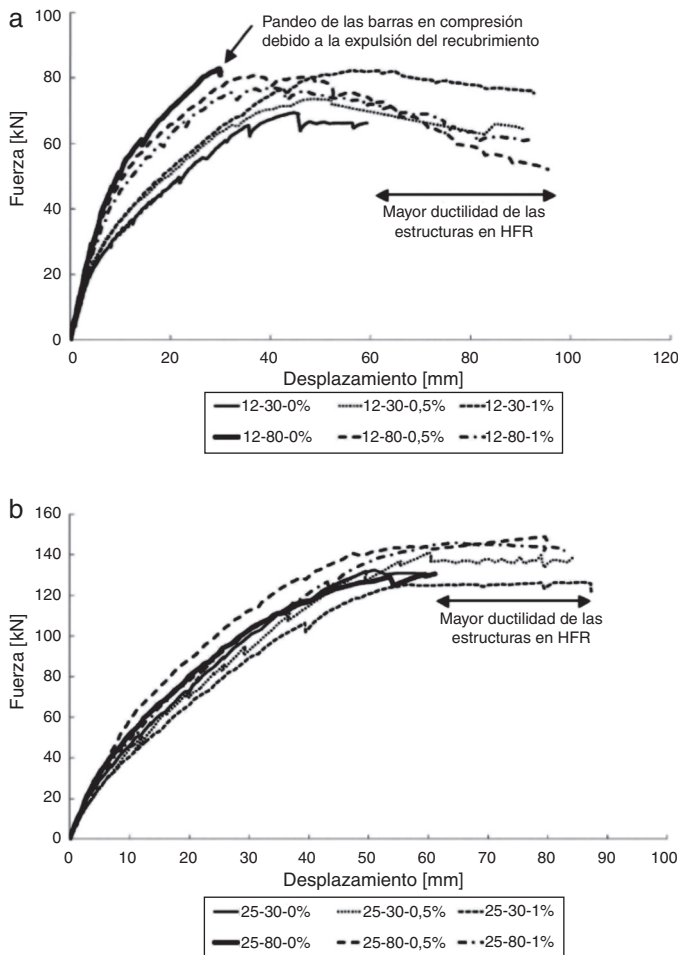 a
Pandeo de las barras en compresión
debido a la expulsión del recubrimiento
Fuerza [kN]
100
80
60
40
20
0
Mayor ductilidad de las
estructuras en HFR
0 20 40 60 80 100 120
Desplazamiento [mm]
12-30-0% 12-30-0,5% 12-30-1%
12-80-0% 12-80-0,5% 12-80-1%
b
Fuerza [kN]
160
140
120
100
80
60
40
20
0
Mayor ductilidad de las
estructuras en HFR
0 10 20 30 40 50 60 70 80 90 100
Desplazamiento [mm]
25-30-0% 25-30-0,5% 25-30-1%
25-80-0% 25-80-0,5% 25-80-1%